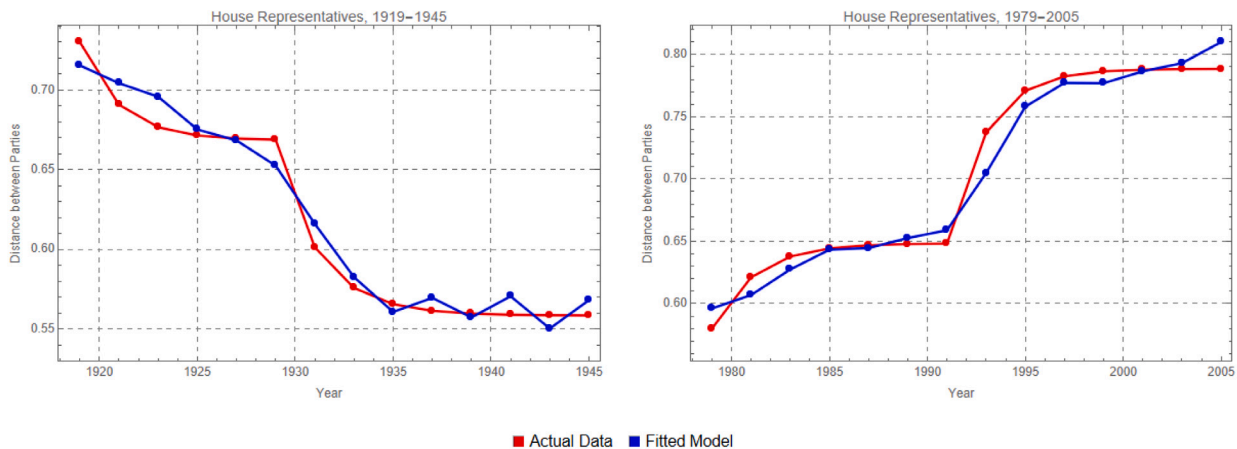 House Representatives, 1919–1945
Distance between Parties
0.70
0.65
0.60
0.55
1920
1925
1930
1935
1940
1945
Year
House Representatives, 1979–2005
Distance between Parties
0.80
0.75
0.70
0.65
0.60
1980
1985
1990
1995
2000
2005
Year
Actual Data
Fitted Model